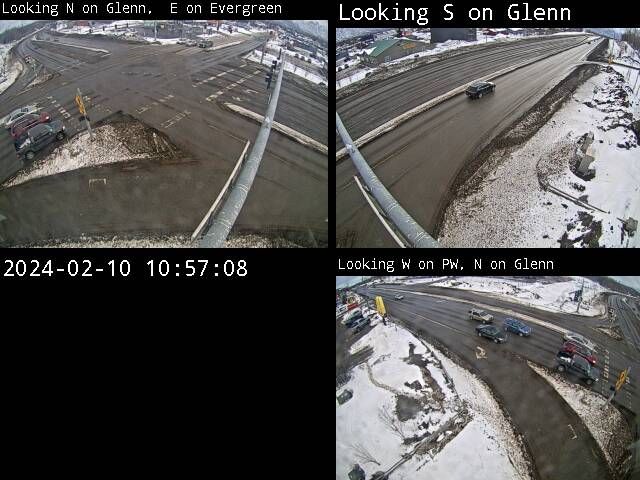 Looking N on Glenn, E on Evergreen
Looking S on Glenn
2024-02-10 10:57:08
Looking W on PW, N on Glenn